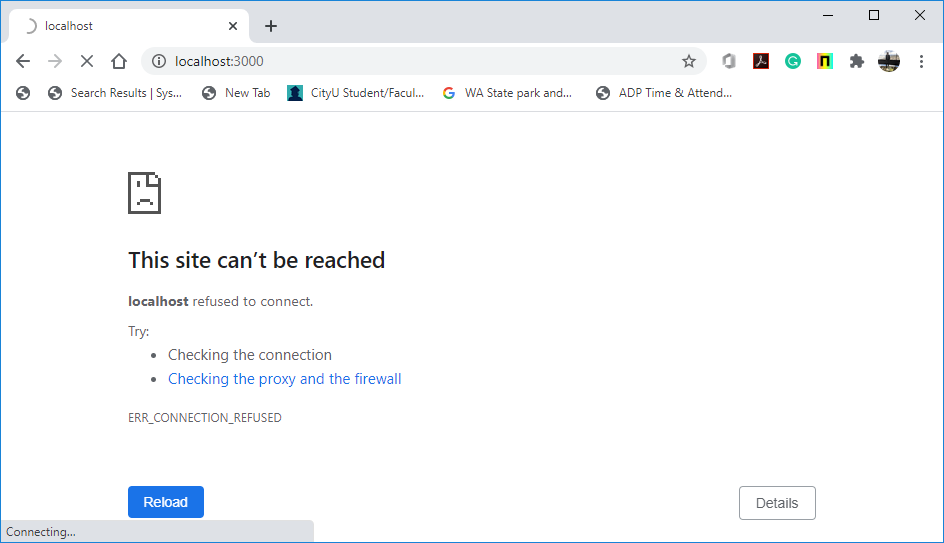 localhost
localhost:3000
Search Results | Sys...
New Tab
CityU Student/Facul...
WA State park and...
ADP Time & Attend...
This site can’t be reached
localhost refused to connect.
Try:
• Checking the connection
• Checking the proxy and the firewall
ERR_CONNECTION_REFUSED
Reload
Details
Connecting...